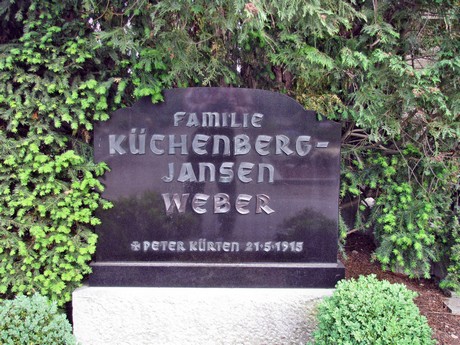 FAMILIE
KÜCHENBERG-
JANSEN
WEBER
✠ PETER KÜRTEN 21·5·1915